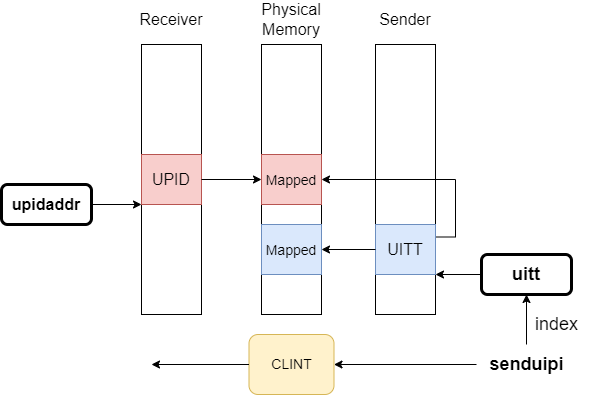 Receiver
Physical
Memory
Sender
UPID
Mapped
upidaddr
Mapped
UITT
uitt
index
CLINT
senduipi